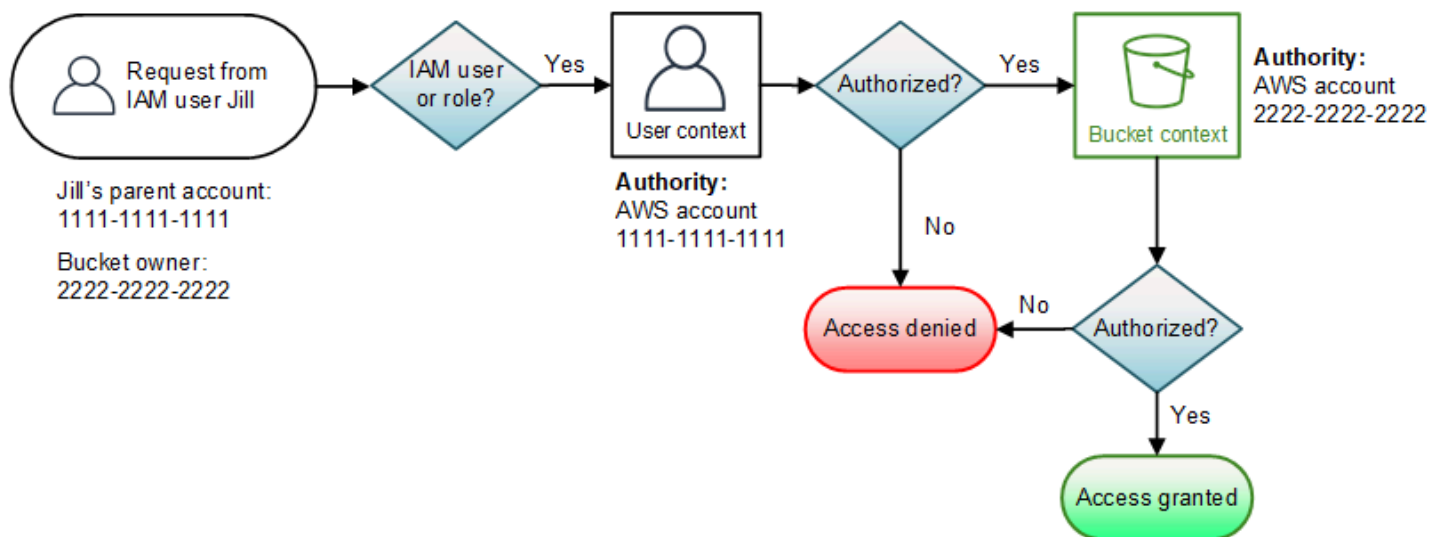 Request from
IAM user Jill
IAM user
or role?
Yes
User context
Authorized?
Yes
Bucket context
Authority:
AWS account
2222-2222-2222
Jill's parent account:
1111-1111-1111
Bucket owner:
2222-2222-2222
Authority:
AWS account
1111-1111-1111
No
Access denied
No
Authorized?
Yes
Access granted